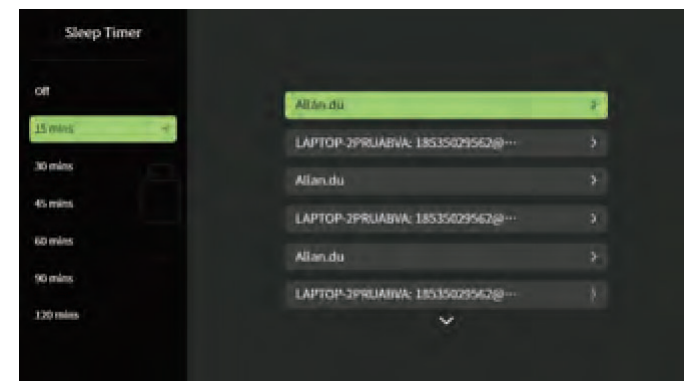 Sleep Timer
Off
15 mins
30 mins
45 mins
60 mins
90 mins
120 mins
Allan.du
LAPTOP-2PRUABVA: 18535029562@···
Allan.du
LAPTOP-2PRUABVA: 18535029562@···
Allan.du
LAPTOP-2PRUABVA: 18535029562@···